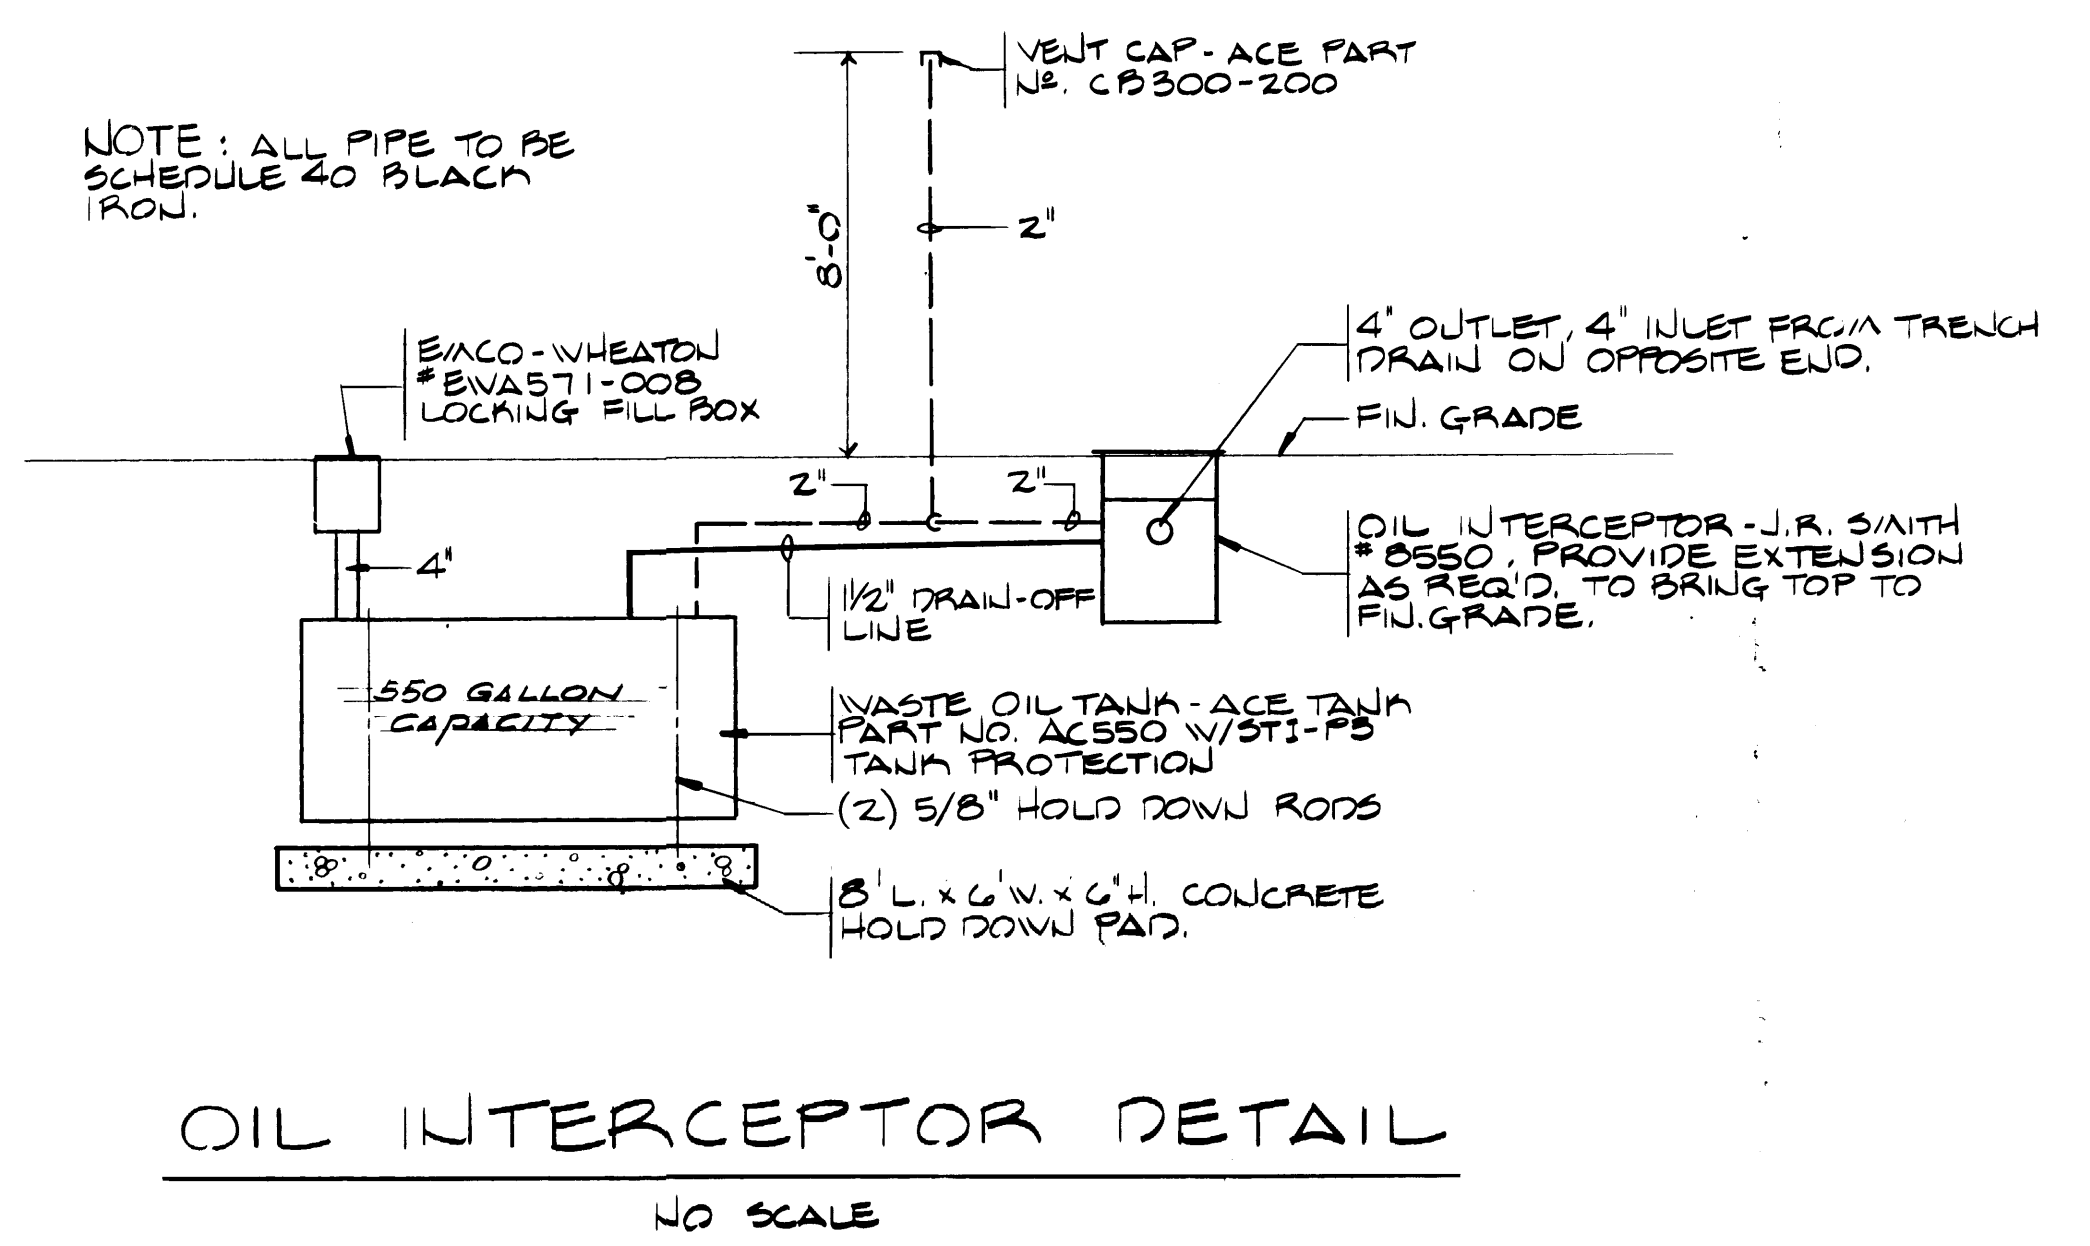 VENT CAP - ACE PART
Nº. CB300-200
NOTE : ALL PIPE TO BE
SCHEDULE 40 BLACK
IRON.
8'-0"
2"
4" OUTLET, 4" INLET FROM TRENCH
DRAIN ON OPPOSITE END.
EMCO-WHEATON
#EWA571-008
LOCKING FILL BOX
FIN. GRADE
2"
2"
OIL INTERCEPTOR - J.R. SMITH
#8550. PROVIDE EXTENSION
AS REQ'D. TO BRING TOP TO
FIN. GRADE.
4"
1½" DRAIN-OFF
LINE
550 GALLON
CAPACITY
WASTE OIL TANK - ACE TANK
PART NO. AC550 W/STI-P3
TANK PROTECTION
(2) 5/8" HOLD DOWN RODS
8' L. x 6' W. x 6" H. CONCRETE
HOLD DOWN PAD.
OIL INTERCEPTOR DETAIL
NO SCALE